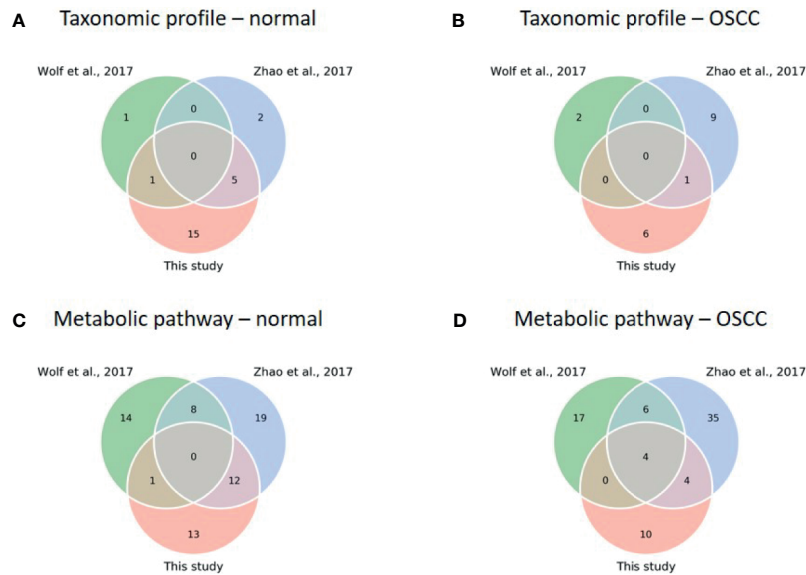 A Taxonomic profile – normal
Wolf et al., 2017 Zhao et al., 2017
0
1 2
0
1 5
15
This study
B Taxonomic profile – OSCC
Wolf et al., 2017 Zhao et al., 2017
0
2 9
0
0 1
6
This study
C Metabolic pathway – normal
Wolf et al., 2017 Zhao et al., 2017
8
14 19
0
1 12
13
This study
D Metabolic pathway – OSCC
Wolf et al., 2017 Zhao et al., 2017
6
17 35
4
0 4
10
This study